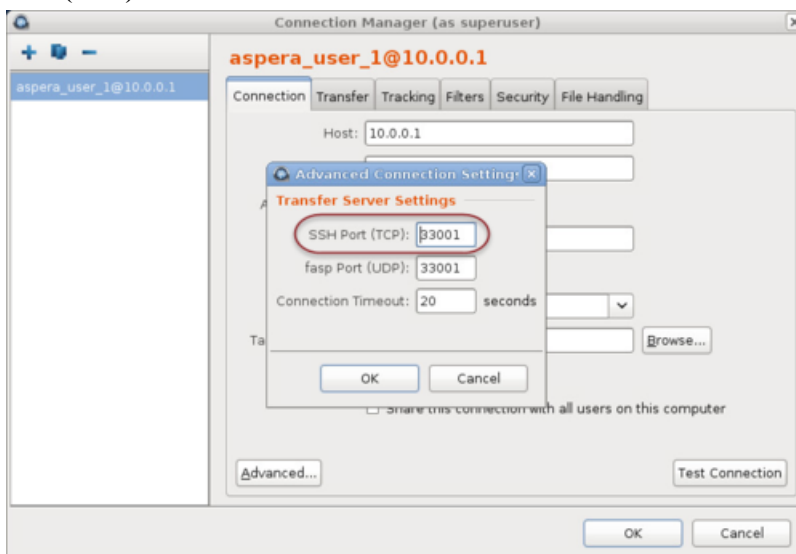 Connection Manager (as superuser)
aspera_user_1@10.0.0.1
aspera_user_1@10.0.0.1
Connection Transfer Tracking Filters Security File Handling
Host: 10.0.0.1
Advanced Connection Settings
Transfer Server Settings
SSH Port (TCP): 33001
fasp Port (UDP): 33001
Connection Timeout: 20 seconds
Ta
Browse...
OK Cancel
Share this connection with all users on this computer
Advanced... Test Connection
OK Cancel